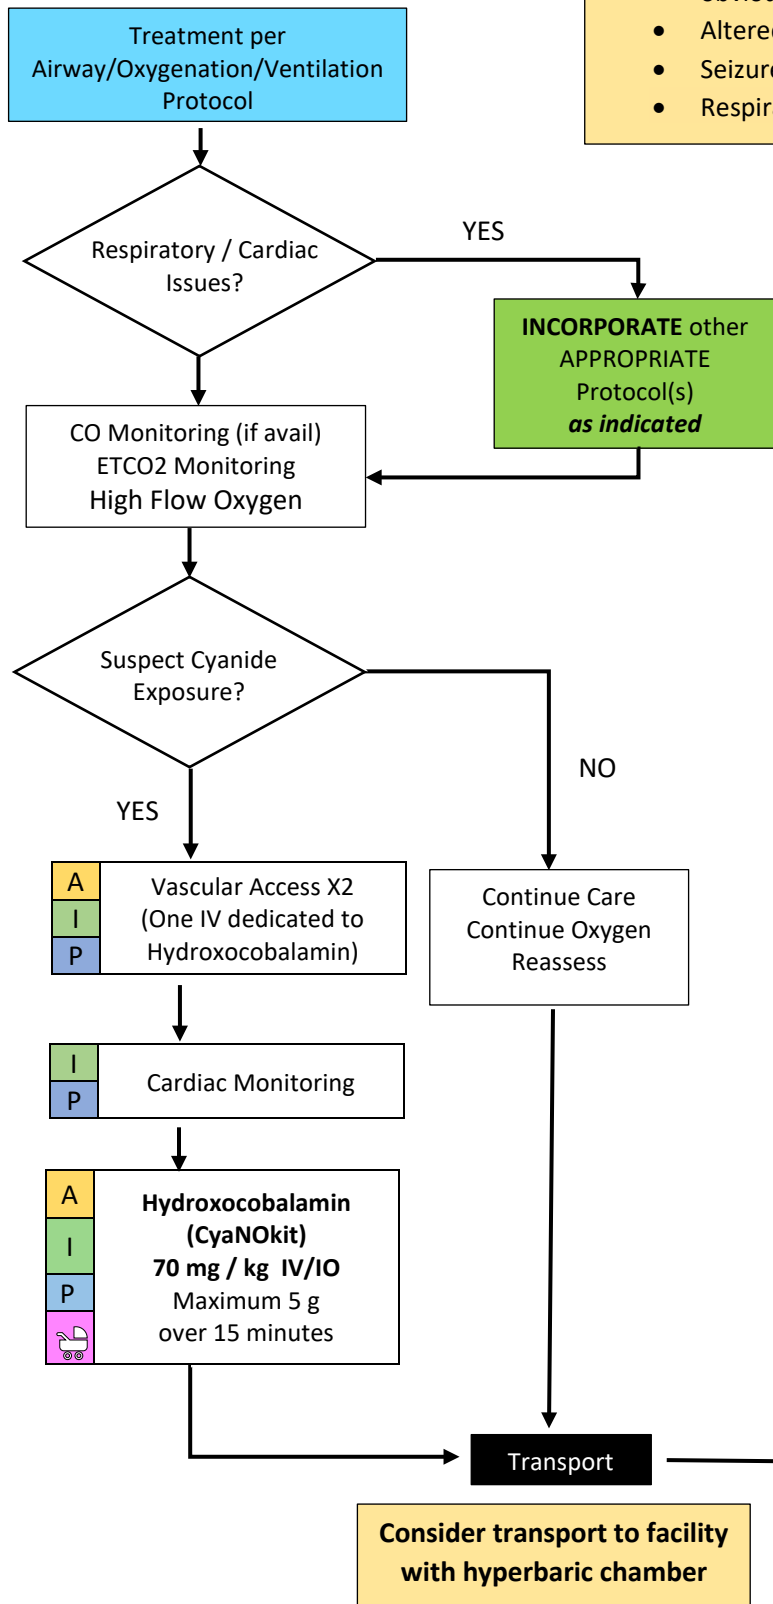 • Altered
• Seizure
• Respira
Treatment per
Airway/Oxygenation/Ventilation
Protocol
Respiratory / Cardiac
Issues?
YES
INCORPORATE other
APPROPRIATE
Protocol(s)
as indicated
CO Monitoring (if avail)
ETCO2 Monitoring
High Flow Oxygen
Suspect Cyanide
Exposure?
NO
YES
A
I
P
Vascular Access X2
(One IV dedicated to
Hydroxocobalamin)
Continue Care
Continue Oxygen
Reassess
I
P
Cardiac Monitoring
A
I
P
Hydroxocobalamin
(CyaNOkit)
70 mg / kg IV/IO
Maximum 5 g
over 15 minutes
Transport
Consider transport to facility
with hyperbaric chamber